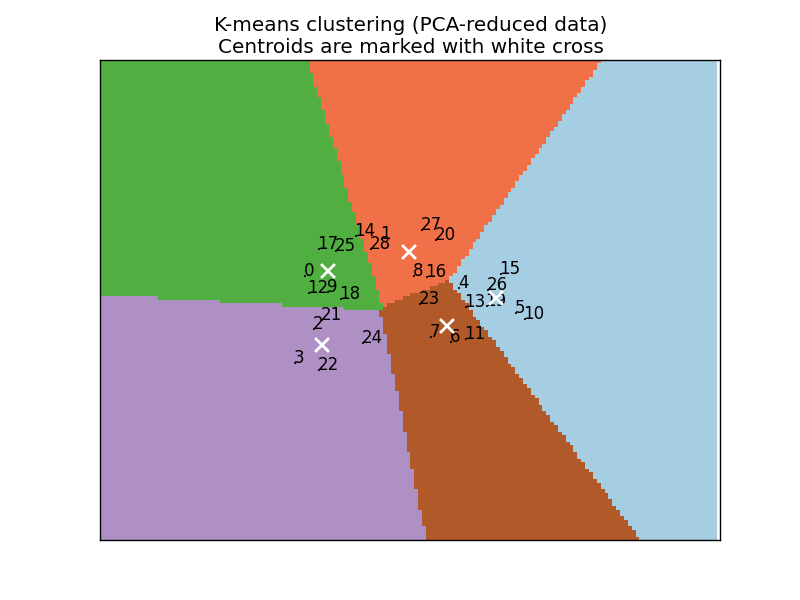 K-means clustering (PCA-reduced data)
Centroids are marked with white cross
27
14 1 20
17 25 28
0 8 16 15
12 9 18 4 26
23 13 19 5 10
21
2 7 6 11
24
3 22